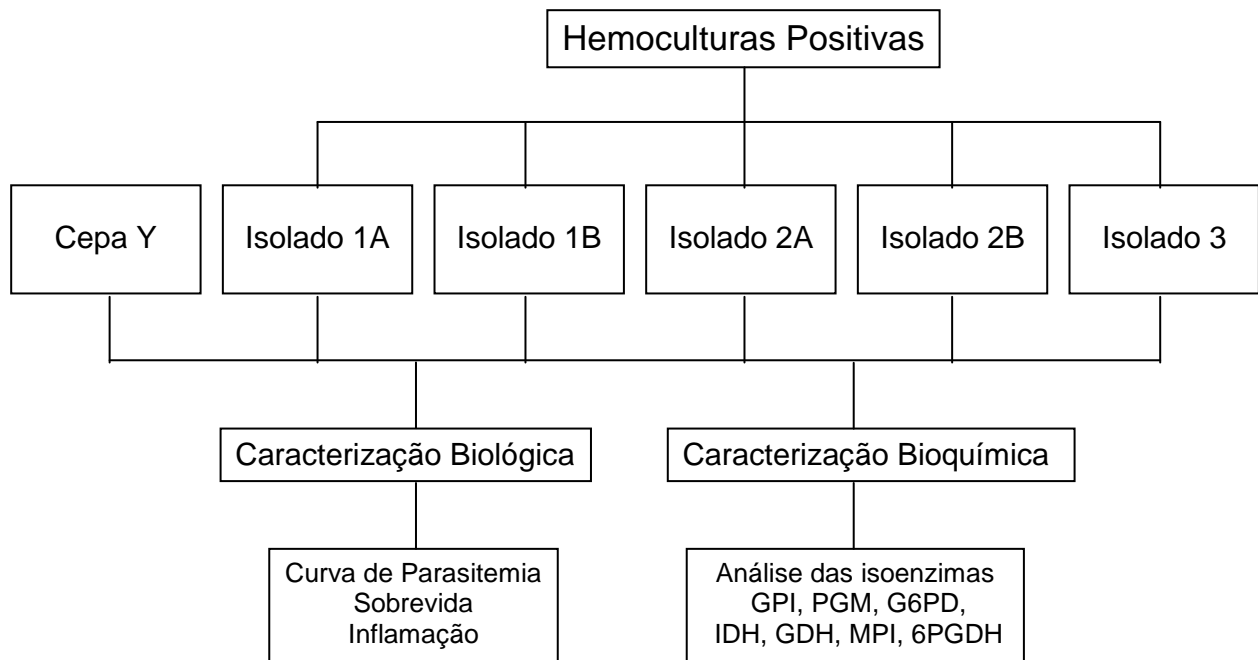 Hemoculturas Positivas
Cepa Y
Isolado 1A
Isolado 1B
Isolado 2A
Isolado 2B
Isolado 3
Caracterização Biológica
Caracterização Bioquímica
Curva de Parasitemia
Sobrevida
Inflamação
Análise das isoenzimas
GPI, PGM, G6PD,
IDH, GDH, MPI, 6PGDH